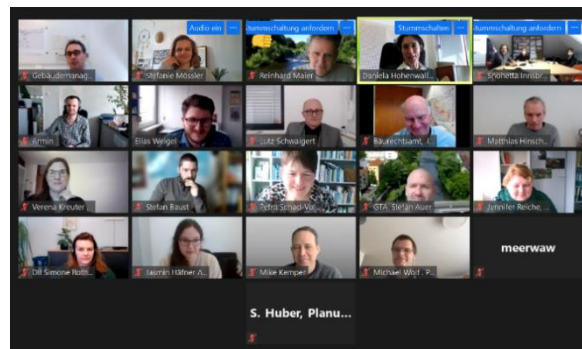 Audio ein
Stummschaltung anfordern
Stummschalten
Stummschaltung anfordern
Gebäudemanag...
Stefanie Mössler
Reinhard Maier
Daniela Hohenwall...
Snohetta Innsbr...
Armin
Elias Weigel
Lutz Schwaigert
Baurechtsamt, J...
Matthias Hinsch...
Verena Kreuter
Stefan Baust
Petra Schad-Vo...
GTA, Stefan Auer
Jennifer Reiche, ...
Simone Roth...
Jasmin Häfner A...
Mike Kemper
Michael Wolf, P...
meerwaw
S. Huber, Planu...